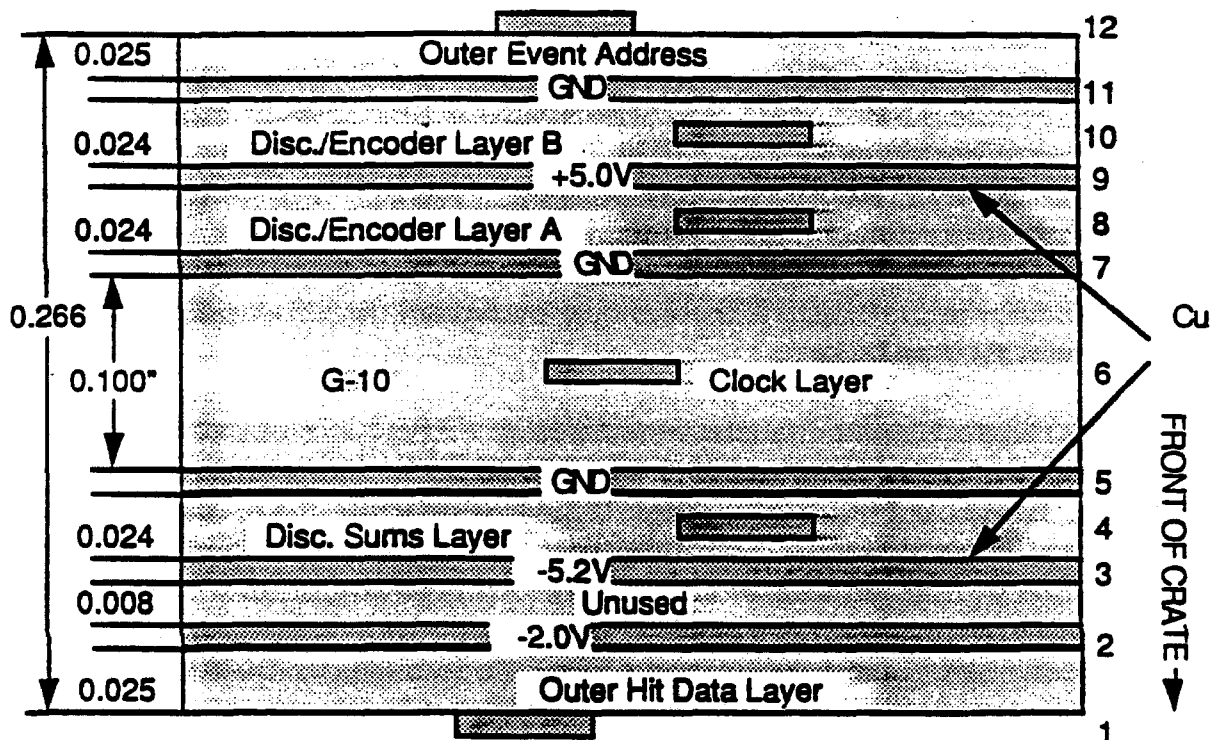 12
0.025
Outer Event Address
GND
11
0.024
Disc./Encoder Layer B
10
+5.0V
9
0.024
Disc./Encoder Layer A
8
GND
7
0.266
Cu
0.100"
G-10
Clock Layer
6
GND
5
0.024
Disc. Sums Layer
4
-5.2V
3
0.008
Unused
-2.0V
2
0.025
Outer Hit Data Layer
1
FRONT OF CRATE